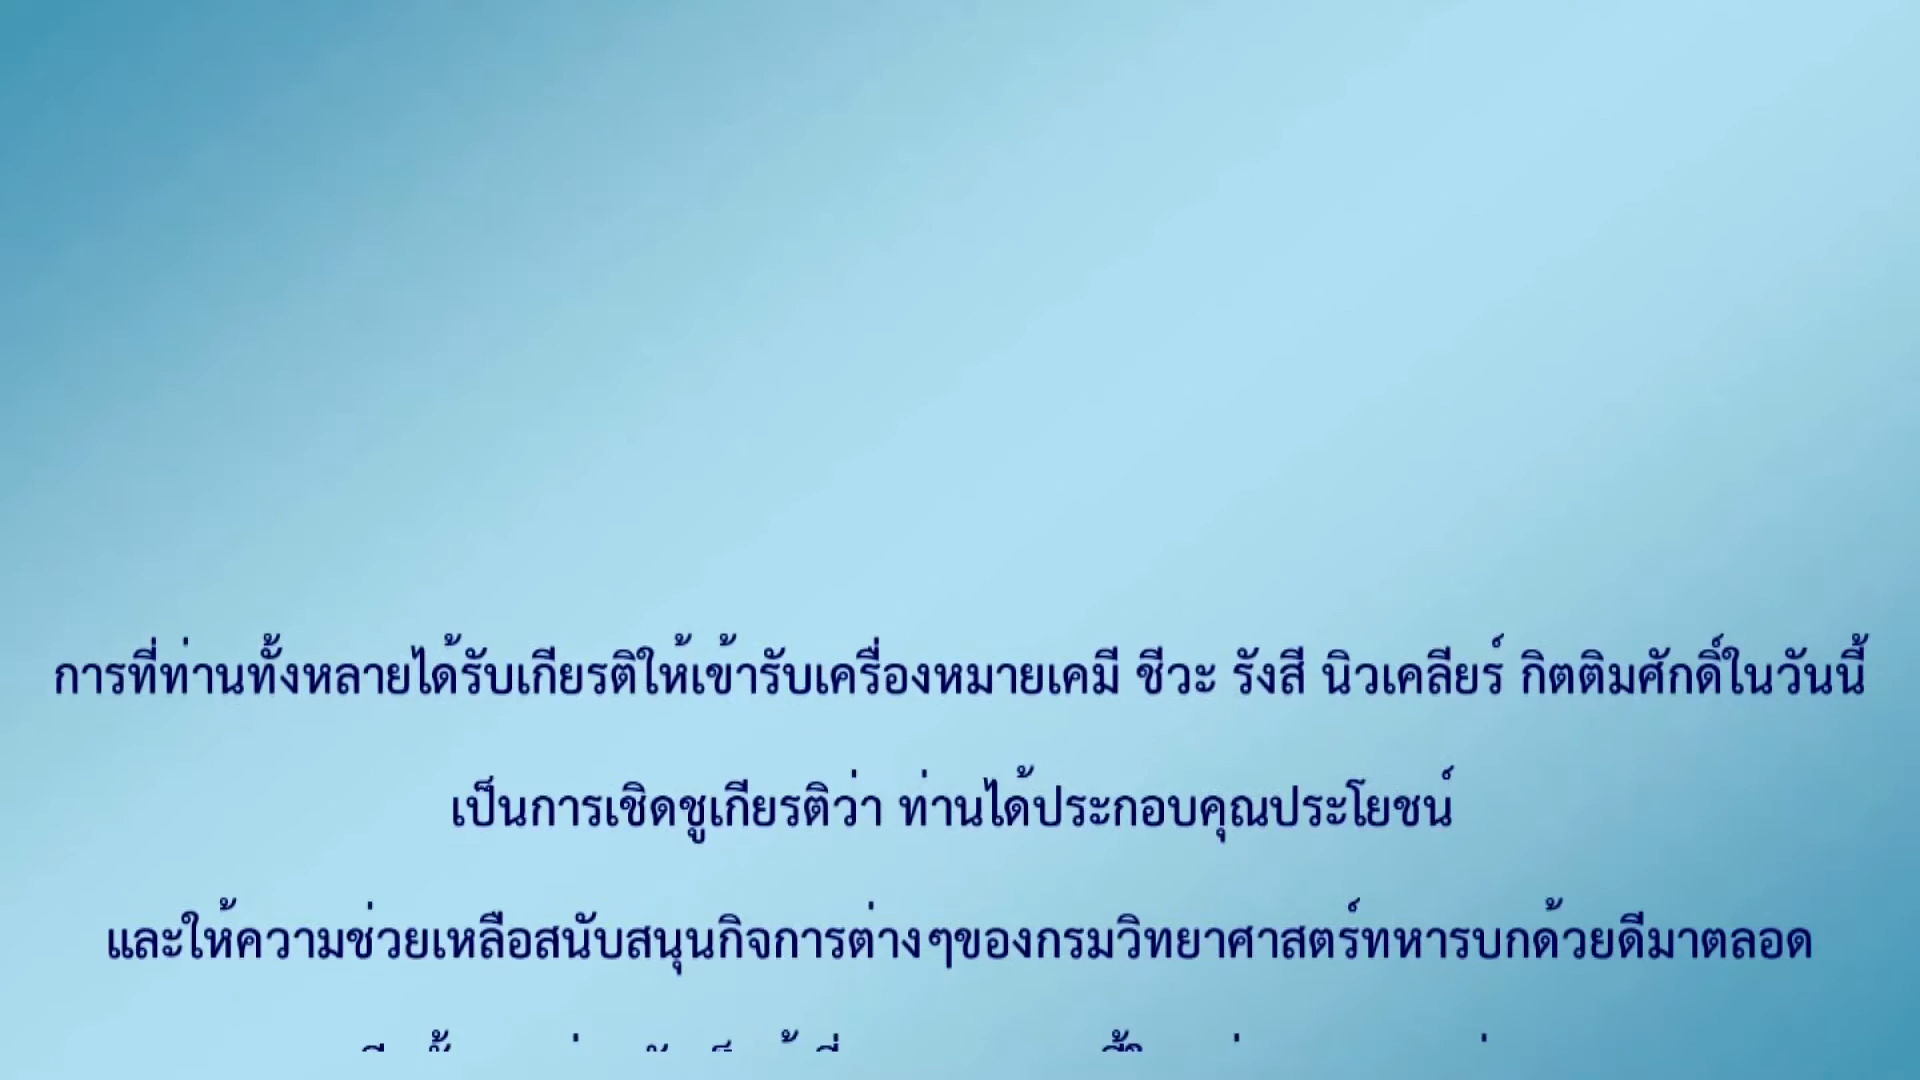 การที่ท่านทั้งหลายได้รับเกียรติให้เข้ารับเครื่องหมายเคมี ชีวะ รังสี นิวเคลียร์ กิตติมศักดิ์ในวันนี้
เป็นการเชิดชูเกียรติว่า ท่านได้ประกอบคุณประโยชน์
และให้ความช่วยเหลือสนับสนุนกิจการต่างๆของกรมวิทยาศาสตร์ทหารบกด้วยดีมาตลอด